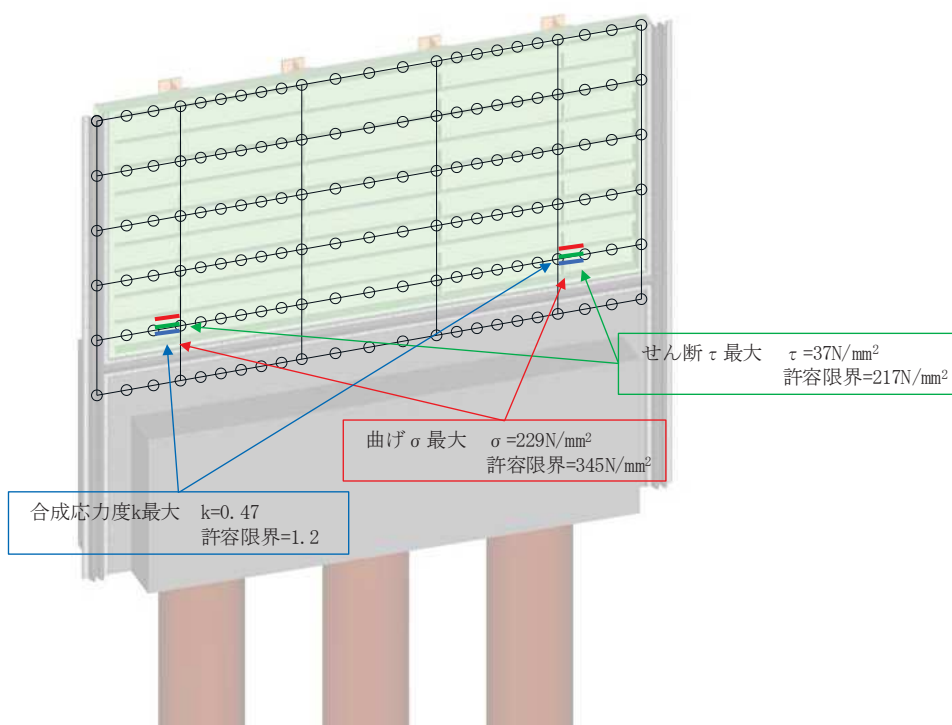 せん断τ最大　τ=37N/mm²
許容限界=217N/mm²
曲げσ最大　σ=229N/mm²
許容限界=345N/mm²
合成応力度k最大　k=0.47
許容限界=1.2